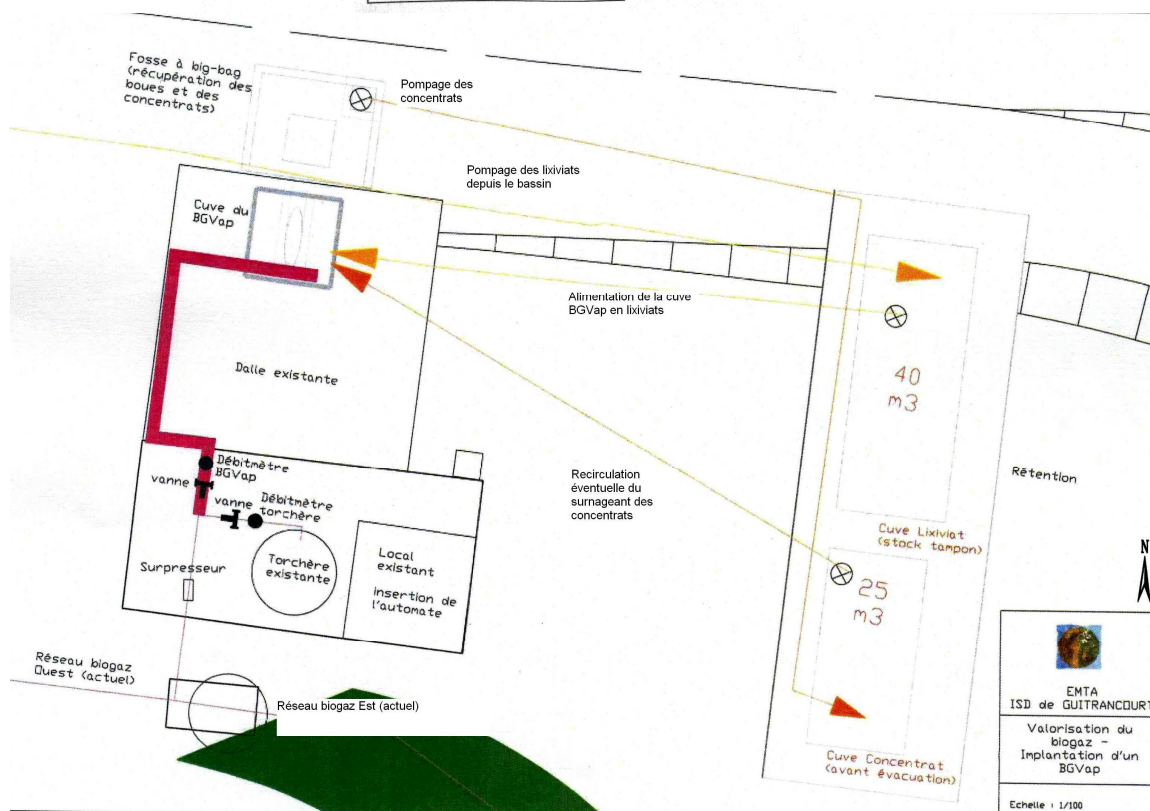 Fosse à big-bag
(récupération des
boues et des
concentrats)
Pompage des
concentrats
Pompage des lixiviats
depuis le bassin
Cuve du
BGVap
Alimentation de la cuve
BGVap en lixiviats
Dalle existante
40
m3
Rétention
Recirculation
éventuelle du
surnageant des
concentrats
Débitmètre
BGVap
vanne
vanne
Débitmètre
torchère
Cuve Lixiviat
(stock tampon)
Surpresseur
Torchère
existante
Local
existant
insertion de
l'automate
25
m3
N
Réseau biogaz
Ouest (actuel)
Réseau biogaz Est (actuel)
Cuve Concentrat
(avant évacuation)
EMTA
ISD de GUITRANCOURT
Valorisation du
biogaz -
Implantation d'un
BGVap
Echelle : 1/100